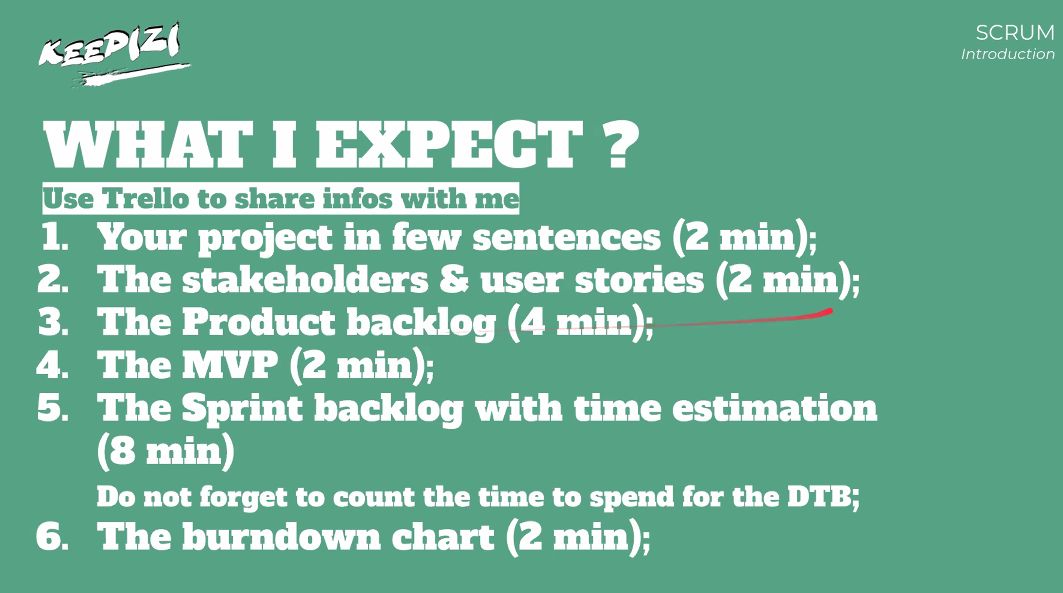 KEEPIZI
SCRUM
Introduction
WHAT I EXPECT ?
Use Trello to share infos with me
1. Your project in few sentences (2 min);
2. The stakeholders & user stories (2 min);
3. The Product backlog (4 min);
4. The MVP (2 min);
5. The Sprint backlog with time estimation
(8 min)
Do not forget to count the time to spend for the DTB;
6. The burndown chart (2 min);